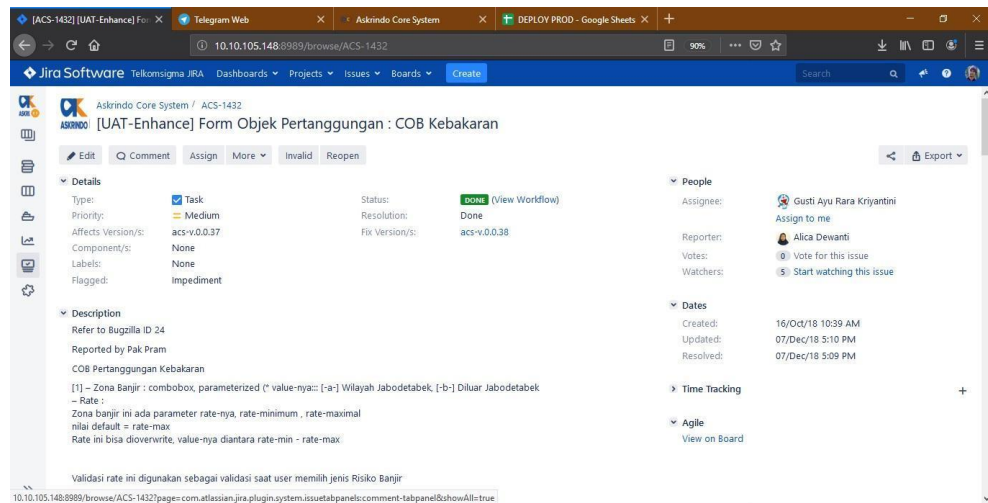 [ACS-1432] [UAT-Enhance] For
Telegram Web
Askrindo Core System
DEPLOY PROD - Google Sheets
10.10.105.148:8989/browse/ACS-1432
90%
Jira Software Telkomsigma JIRA Dashboards Projects Issues Boards Create
Search
ASKRINDO
Askrindo Core System / ACS-1432
[UAT-Enhance] Form Objek Pertanggungan : COB Kebakaran
Edit Comment Assign More Invalid Reopen
Export
Details
Type: Task
Status: DONE (View Workflow)
Priority: Medium
Resolution: Done
Affects Version/s: acs-v.0.0.37
Fix Version/s: acs-v.0.0.38
Component/s: None
Labels: None
Flagged: Impediment
People
Assignee: Gusti Ayu Rara Kriyantini
Assign to me
Reporter: Alica Dewanti
Votes: 0 Vote for this issue
Watchers: 5 Start watching this issue
Description
Refer to Bugzilla ID 24
Reported by Pak Pram
COB Pertanggungan Kebakaran
[1] – Zona Banjir : combobox, parameterized (* value-nya::: [-a-] Wilayah Jabodetabek, [-b-] Diluar Jabodetabek
– Rate :
Zona banjir ini ada parameter rate-nya, rate-minimum , rate-maximal
nilai default = rate-max
Rate ini bisa dioverwrite, value-nya diantara rate-min - rate-max
Validasi rate ini digunakan sebagai validasi saat user memilih jenis Risiko Banjir
Dates
Created: 16/Oct/18 10:39 AM
Updated: 07/Dec/18 5:10 PM
Resolved: 07/Dec/18 5:09 PM
Time Tracking
Agile
View on Board
10.10.105.148:8989/browse/ACS-1432?page=com.atlassian.jira.plugin.system.issuetabpanels:comment-tabpanel&showAll=true